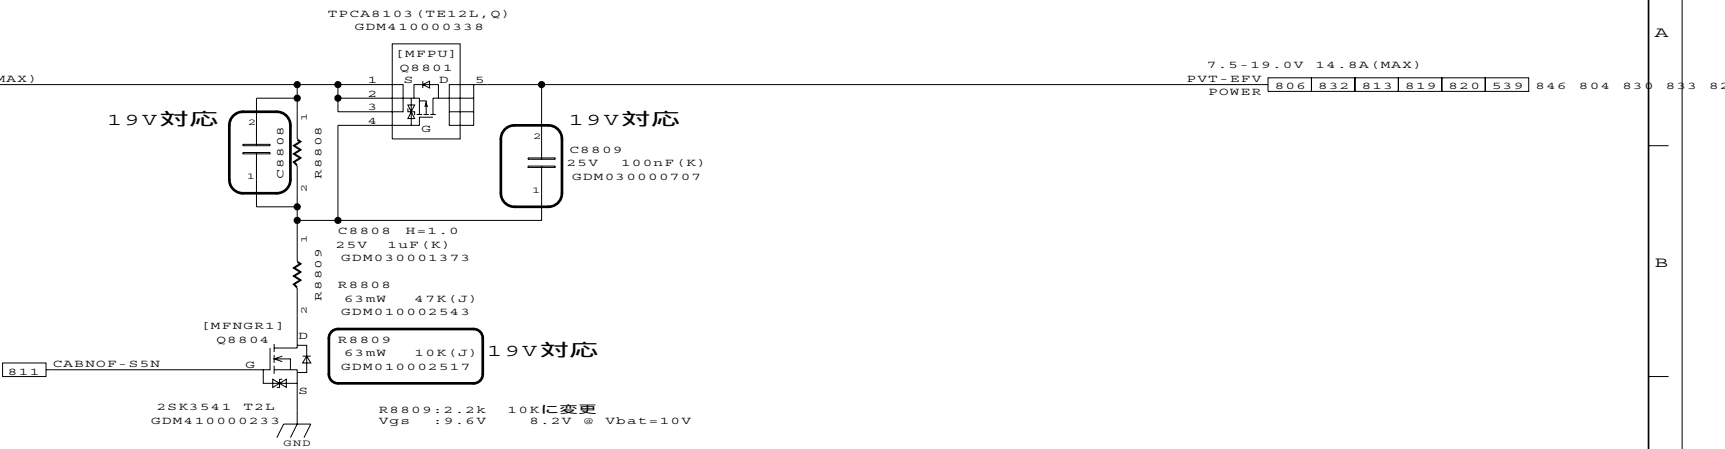 TPCA8103(TE12L,Q)
GDM410000338
[MFPU]
Q8801
MAX)
1
S
D
5
2
3
4
G
7.5-19.0V 14.8A(MAX)
PVT-EFV
POWER
806 832 813 819 820 539 846 804 830 833 82
A
19V対応
2
C8808
1
1
R8808
2
19V対応
2
1
C8809
25V 100nF(K)
GDM030000707
C8808 H=1.0
25V 1uF(K)
GDM030001373
1
R8809
2
R8808
63mW 47K(J)
GDM010002543
B
[MFNGR1]
Q8804
D
G
S
R8809
63mW 10K(J)
GDM010002517
19V対応
811
CABNOF-S5N
2SK3541 T2L
GDM410000233
GND
R8809:2.2k 10Kに変更
Vgs :9.6V 8.2V @ Vbat=10V